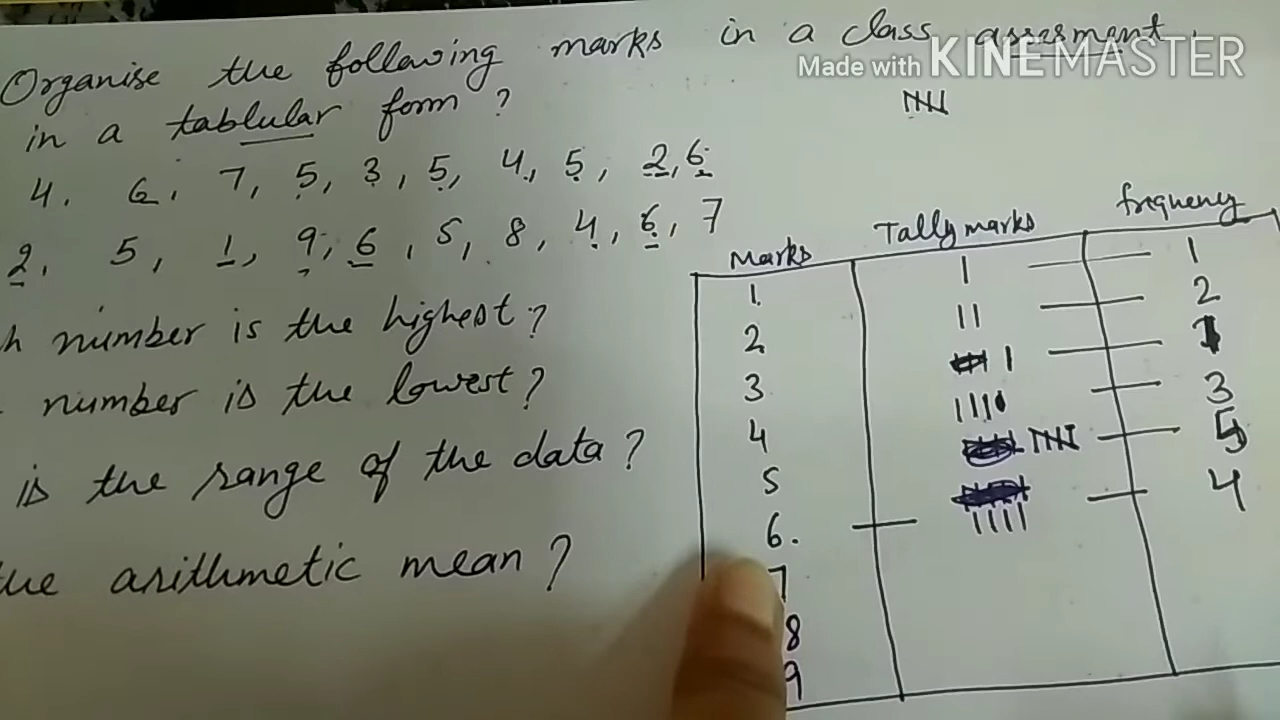 Organise the following marks in a class assesment.
Made with KINEMASTER
in a tablular form ?
4, 6, 7, 5, 3, 5, 4, 5, 2, 6
2, 5, 1, 9, 6, 5, 8, 4, 6, 7
number is the highest ?
number is the lowest ?
is the range of the data ?
arithmetic mean ?
Marks Tally marks frequency
1. | 1
2 || 2
3 | 1
4 ||| 3
5 5
6. |||| 4
7
8
9